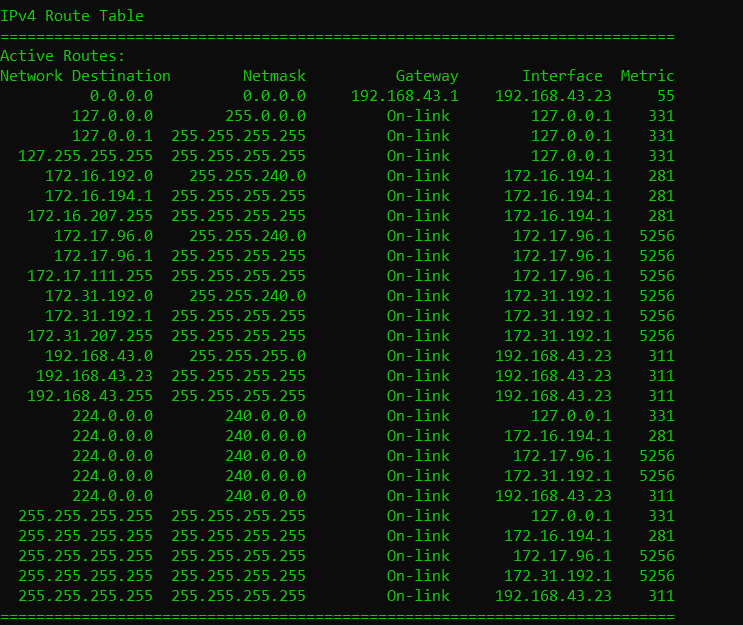 IPv4 Route Table
===========================================================================
Active Routes:
Network Destination        Netmask          Gateway       Interface  Metric
          0.0.0.0          0.0.0.0     192.168.43.1    192.168.43.23     55
        127.0.0.0        255.0.0.0         On-link         127.0.0.1    331
        127.0.0.1  255.255.255.255         On-link         127.0.0.1    331
  127.255.255.255  255.255.255.255         On-link         127.0.0.1    331
     172.16.192.0    255.255.240.0         On-link      172.16.194.1    281
     172.16.194.1  255.255.255.255         On-link      172.16.194.1    281
   172.16.207.255  255.255.255.255         On-link      172.16.194.1    281
      172.17.96.0    255.255.240.0         On-link       172.17.96.1   5256
      172.17.96.1  255.255.255.255         On-link       172.17.96.1   5256
   172.17.111.255  255.255.255.255         On-link       172.17.96.1   5256
     172.31.192.0    255.255.240.0         On-link      172.31.192.1   5256
     172.31.192.1  255.255.255.255         On-link      172.31.192.1   5256
   172.31.207.255  255.255.255.255         On-link      172.31.192.1   5256
     192.168.43.0    255.255.255.0         On-link     192.168.43.23    311
    192.168.43.23  255.255.255.255         On-link     192.168.43.23    311
   192.168.43.255  255.255.255.255         On-link     192.168.43.23    311
        224.0.0.0        240.0.0.0         On-link         127.0.0.1    331
        224.0.0.0        240.0.0.0         On-link      172.16.194.1    281
        224.0.0.0        240.0.0.0         On-link       172.17.96.1   5256
        224.0.0.0        240.0.0.0         On-link      172.31.192.1   5256
        224.0.0.0        240.0.0.0         On-link     192.168.43.23    311
  255.255.255.255  255.255.255.255         On-link         127.0.0.1    331
  255.255.255.255  255.255.255.255         On-link      172.16.194.1    281
  255.255.255.255  255.255.255.255         On-link       172.17.96.1   5256
  255.255.255.255  255.255.255.255         On-link      172.31.192.1   5256
  255.255.255.255  255.255.255.255         On-link     192.168.43.23    311
===========================================================================